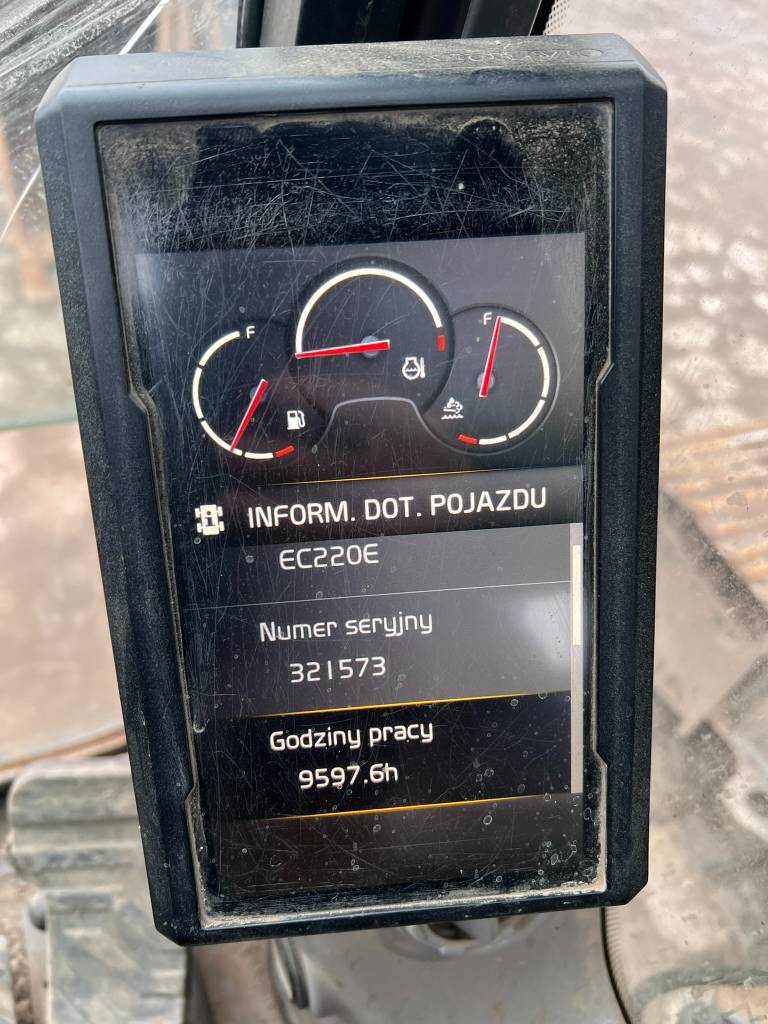 F
F
INFORM. DOT. POJAZDU
EC220E
Numer seryjny
321573
Godziny pracy
9597.6h